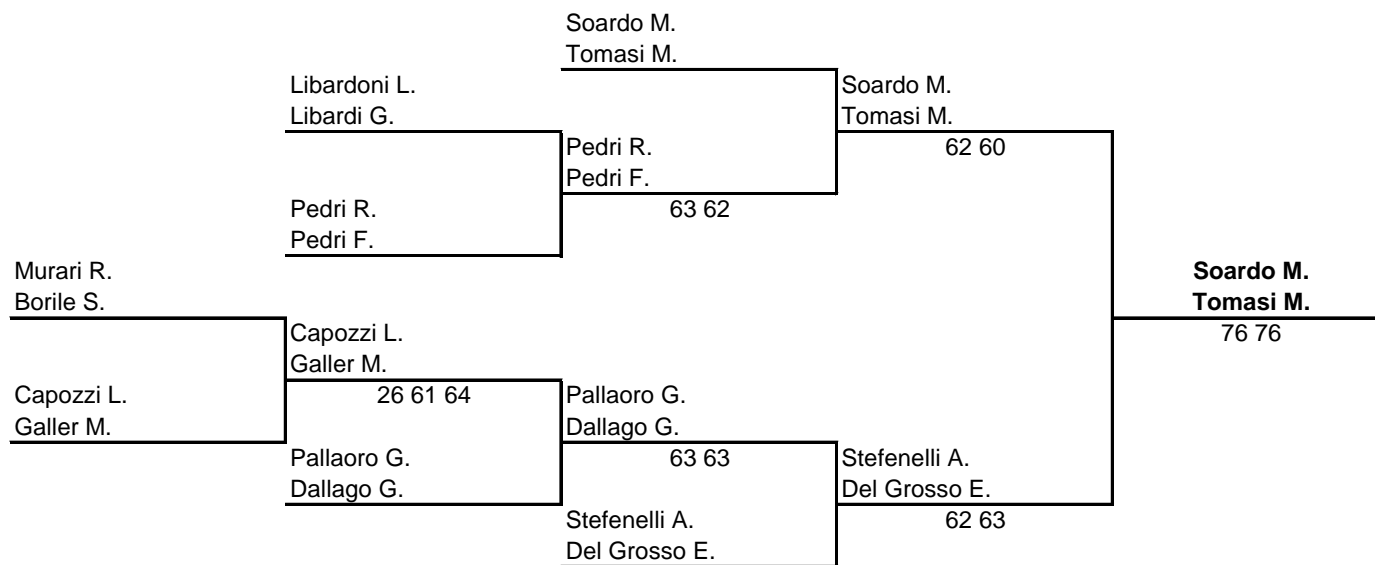 Soardo M.
Tomasi M.
Libardoni L.
Libardi G.
Soardo M.
Tomasi M.
62 60
Pedri R.
Pedri F.
63 62
Pedri R.
Pedri F.
Murari R.
Borile S.
Soardo M.
Tomasi M.
76 76
Capozzi L.
Galler M.
26 61 64
Capozzi L.
Galler M.
Pallaoro G.
Dallago G.
63 63
Pallaoro G.
Dallago G.
Stefenelli A.
Del Grosso E.
62 63
Stefenelli A.
Del Grosso E.